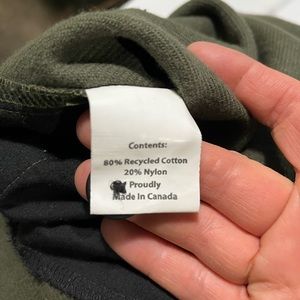 Contents:
80% Recycled Cotton
20% Nylon
Proudly
Made in Canada